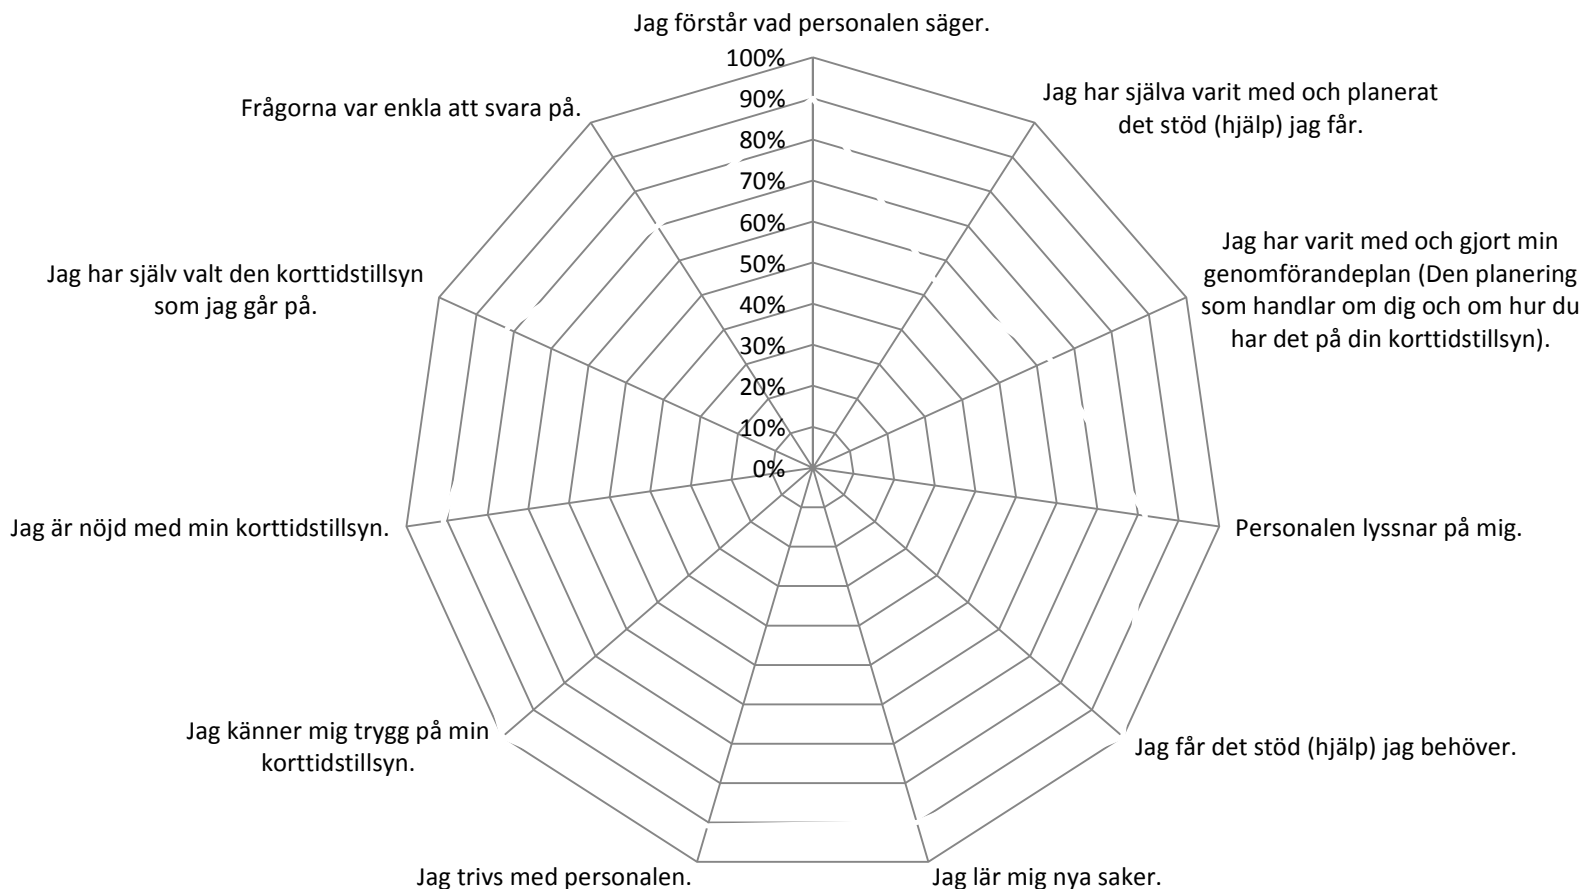 Jag förstår vad personalen säger.
100%
90%
80%
70%
60%
50%
40%
30%
20%
10%
0%
Jag har själva varit med och planerat
det stöd (hjälp) jag får.
Jag har varit med och gjort min
genomförandeplan (Den planering
som handlar om dig och om hur du
har det på din korttidstillsyn).
Personalen lyssnar på mig.
Jag får det stöd (hjälp) jag behöver.
Jag lär mig nya saker.
Jag trivs med personalen.
Jag känner mig trygg på min
korttidstillsyn.
Jag är nöjd med min korttidstillsyn.
Jag har själv valt den korttidstillsyn
som jag går på.
Frågorna var enkla att svara på.